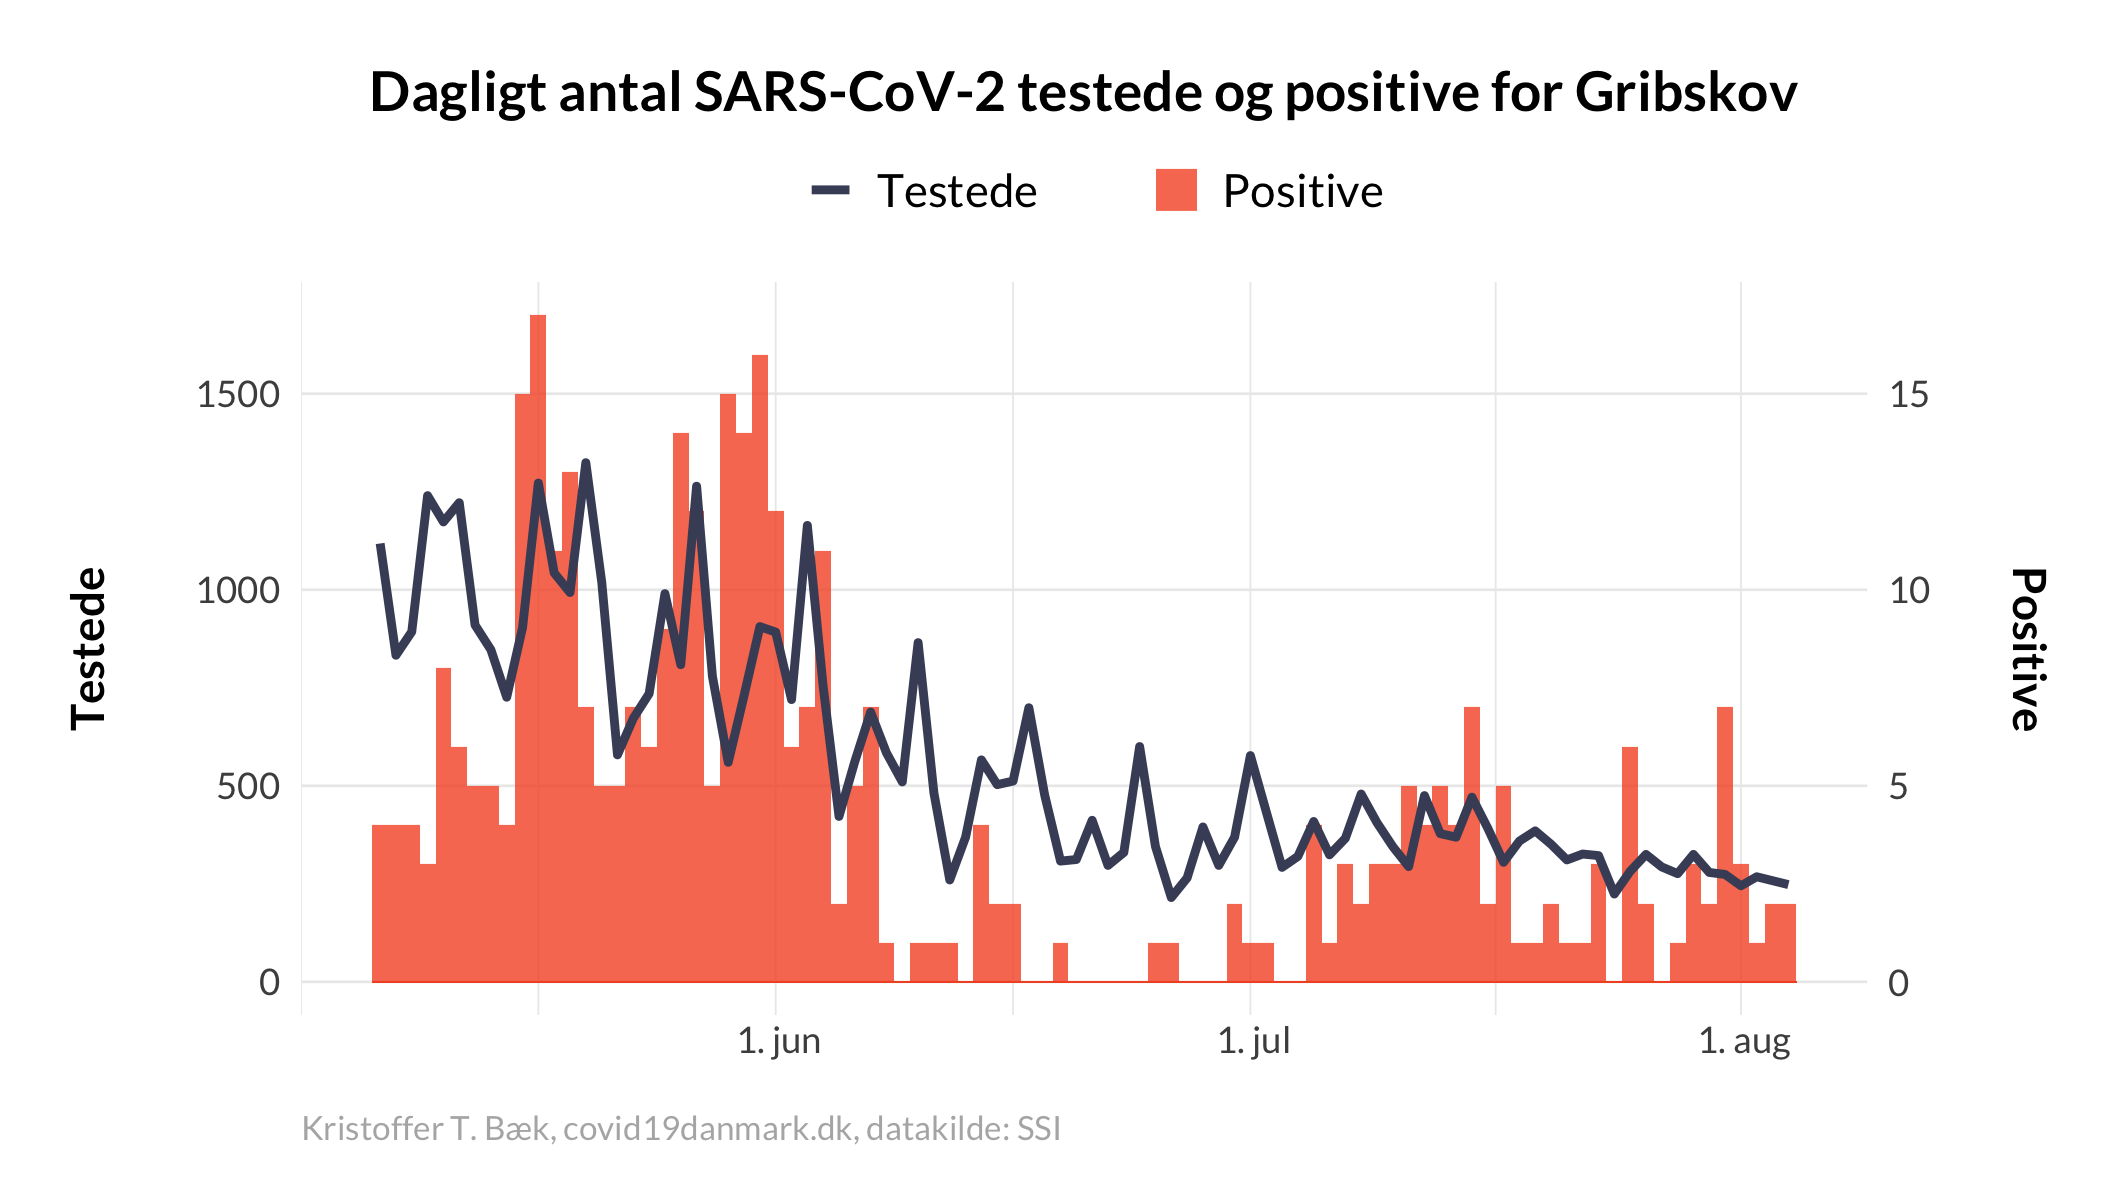 Dagligt antal SARS-CoV-2 testede og positive for Gribskov
Testede
Positive
1500
1000
500
0
15
10
5
0
Testede
Positive
1. jun
1. jul
1. aug
Kristoffer T. Bæk, covid19danmark.dk, datakilde: SSI